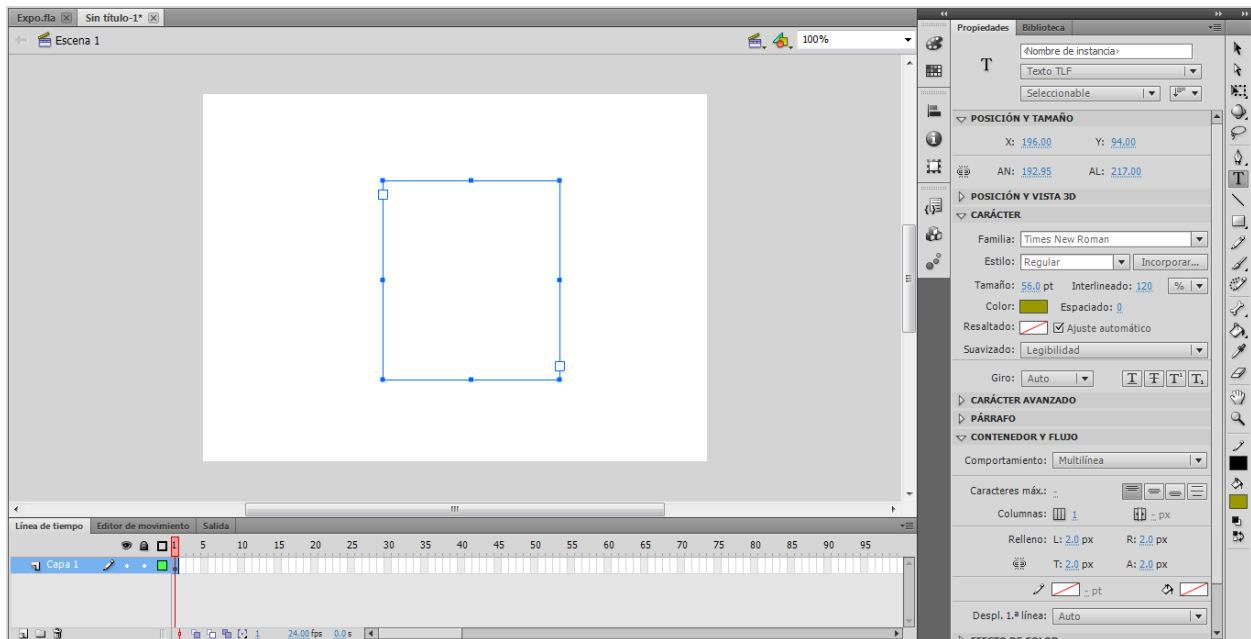 Expo.fla Sin título-1*
Escena 1 100%
Propiedades Biblioteca
T <Nombre de instancia>
Texto TLF
Seleccionable
POSICIÓN Y TAMAÑO
X: 196.00 Y: 94.00
AN: 192.95 AL: 217.00
POSICIÓN Y VISTA 3D
CARÁCTER
Familia: Times New Roman
Estilo: Regular Incorporar...
Tamaño: 56.0 pt Interlineado: 120 %
Color: Espaciado: 0
Resaltado: Ajuste automático
Suavizado: Legibilidad
Giro: Auto T T T¹ T₁
CARÁCTER AVANZADO
PÁRRAFO
CONTENEDOR Y FLUJO
Comportamiento: Multilínea
Caracteres máx.: -
Columnas: 1 - px
Relleno: L: 2.0 px R: 2.0 px
T: 2.0 px A: 2.0 px
- pt
Despl. 1.ª línea: Auto
EFECTO DE COLOR
Línea de tiempo Editor de movimiento Salida
1 5 10 15 20 25 30 35 40 45 50 55 60 65 70 75 80 85 90 95
Capa 1
1 24.00 fps 0.0 s